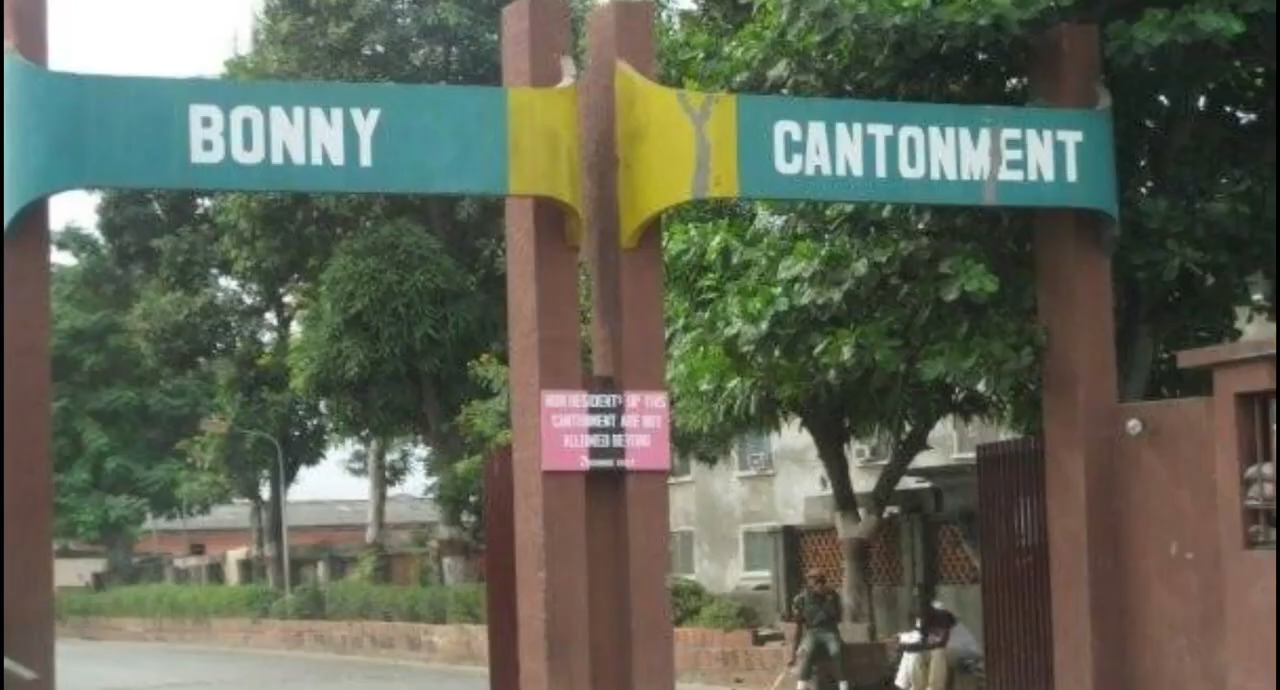 BONNY
CANTONMENT
NON RESIDENTS OF THIS
CANTONMENT ARE NOT
ALLOWED BEYOND